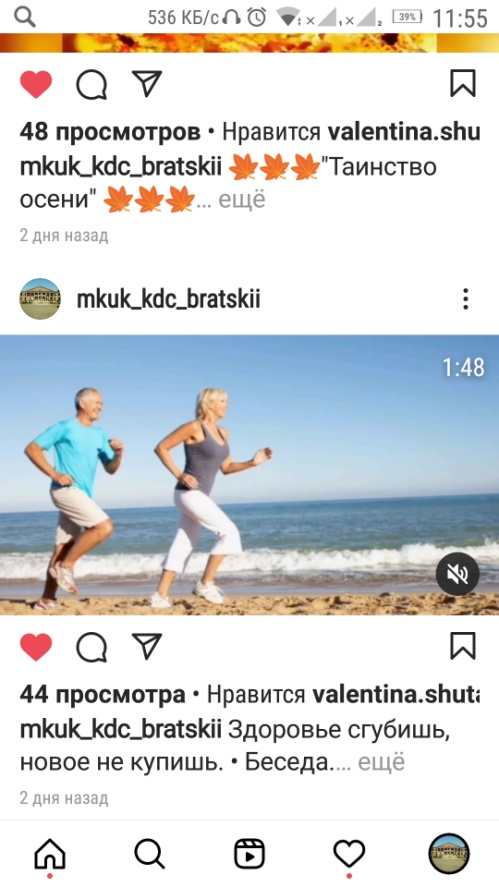 536 КБ/с 39% 11:55
48 просмотров • Нравится valentina.shu
mkuk_kdc_bratskii 🍁🍁🍁"Таинство
осени" 🍁🍁🍁... ещё
2 дня назад
mkuk_kdc_bratskii
1:48
44 просмотра • Нравится valentina.shuta
mkuk_kdc_bratskii Здоровье сгубишь,
новое не купишь. • Беседа.... ещё
2 дня назад